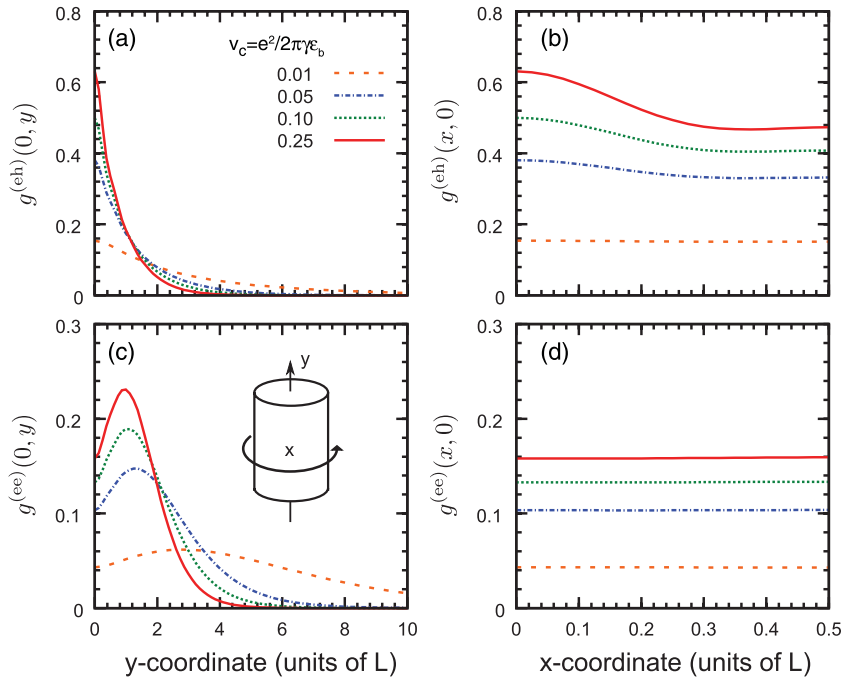 (a)
v_c=e²/2πγε_b
0.01
0.05
0.10
0.25
g^(eh)(0, y)
0.8
0.6
0.4
0.2
0
(b)
g^(eh)(x, 0)
0.8
0.6
0.4
0.2
0
(c)
y
x
g^(ee)(0, y)
0.3
0.2
0.1
0
0 2 4 6 8 10
y-coordinate (units of L)
(d)
g^(ee)(x, 0)
0.3
0.2
0.1
0
0 0.1 0.2 0.3 0.4 0.5
x-coordinate (units of L)